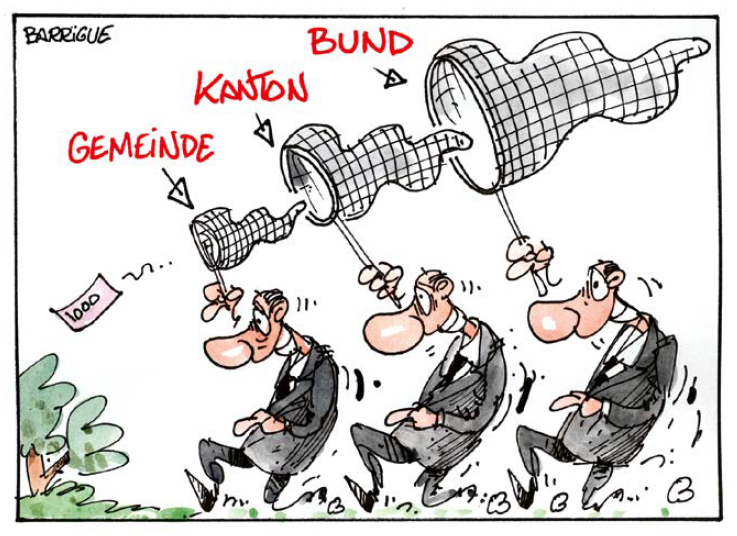 BARRiGUE
BUND
KANTON
GEMEiNDE
1000